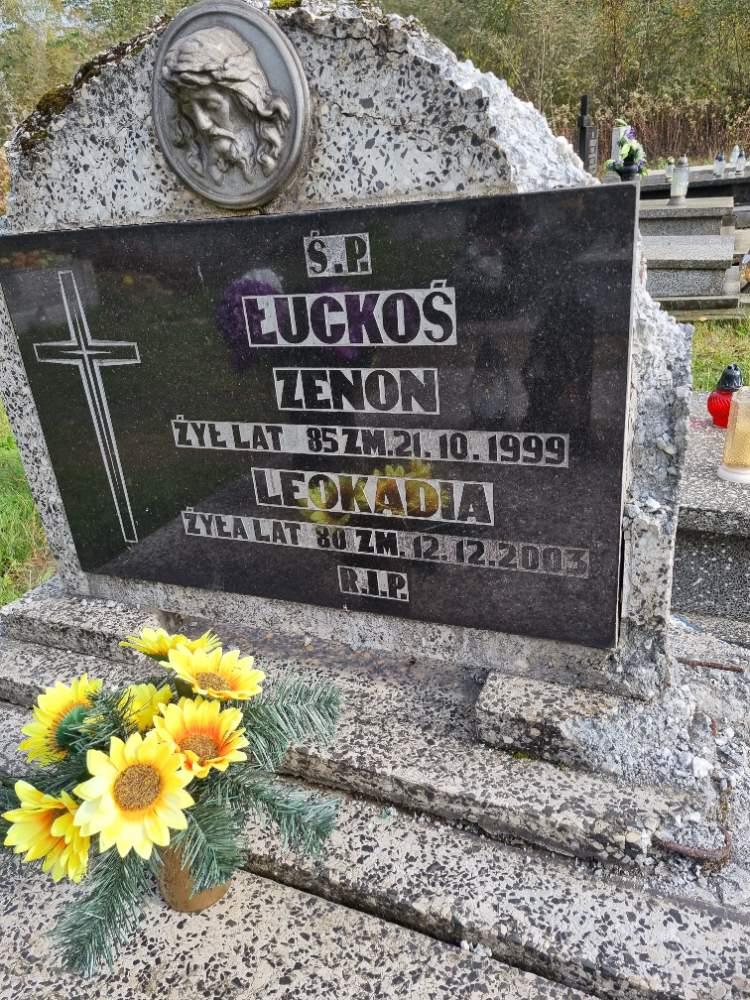 Ś.P.
ŁUCKOŚ
ZENON
ŻYŁ LAT 85 ZM. 21. 10. 1999
LEOKADIA
ŻYŁA LAT 80 ZM. 12. 12. 2003
R.I.P.